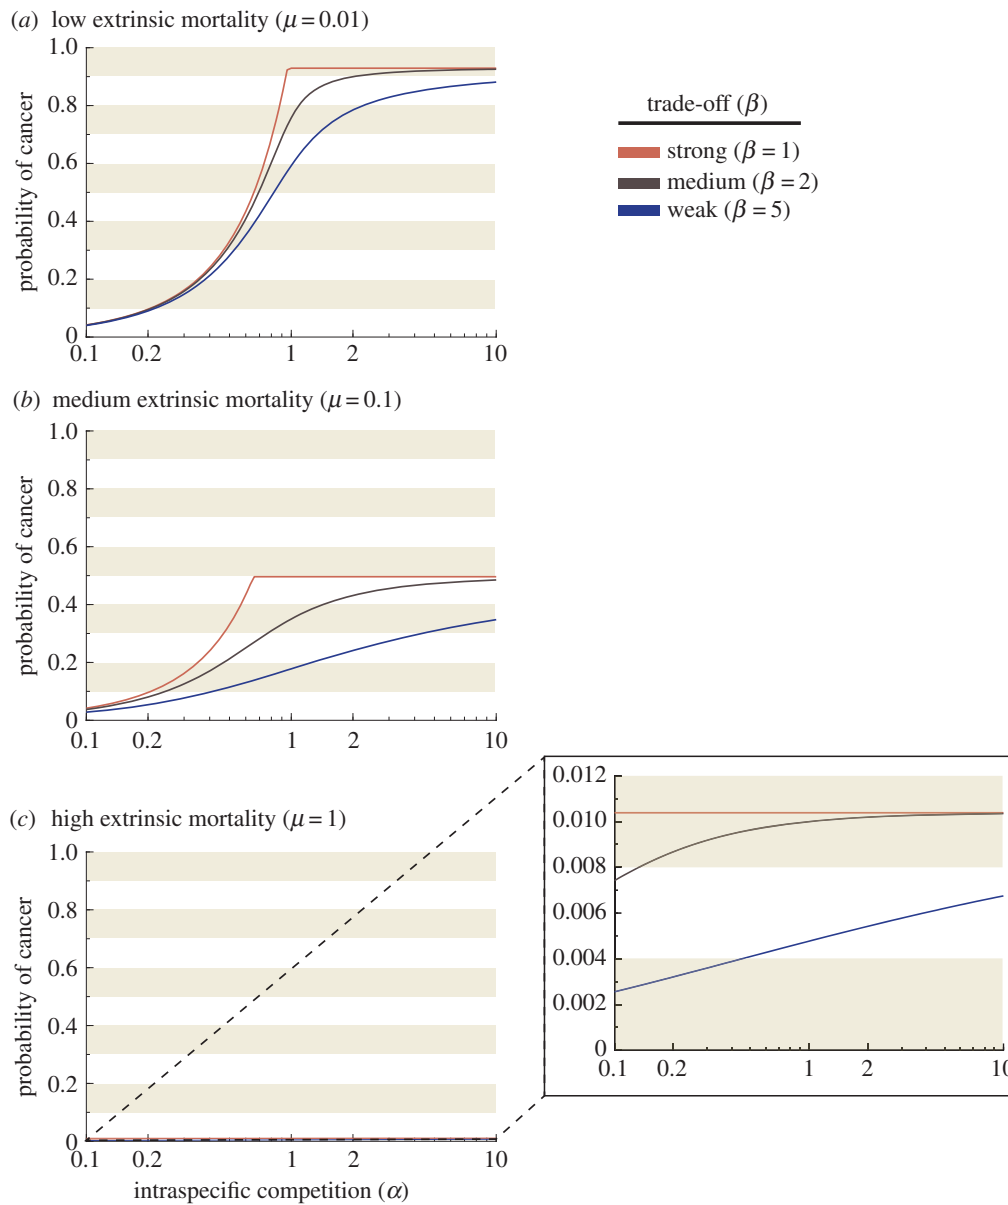 (a) low extrinsic mortality (μ = 0.01)
1.0
0.8
0.6
0.4
0.2
0
probability of cancer
0.1 0.2 1 2 10
trade-off (β)
strong (β = 1)
medium (β = 2)
weak (β = 5)
(b) medium extrinsic mortality (μ = 0.1)
1.0
0.8
0.6
0.4
0.2
0
probability of cancer
0.1 0.2 1 2 10
(c) high extrinsic mortality (μ = 1)
1.0
0.8
0.6
0.4
0.2
0
probability of cancer
0.1 0.2 1 2 10
intraspecific competition (α)
0.012
0.010
0.008
0.006
0.004
0.002
0
0.1 0.2 1 2 10